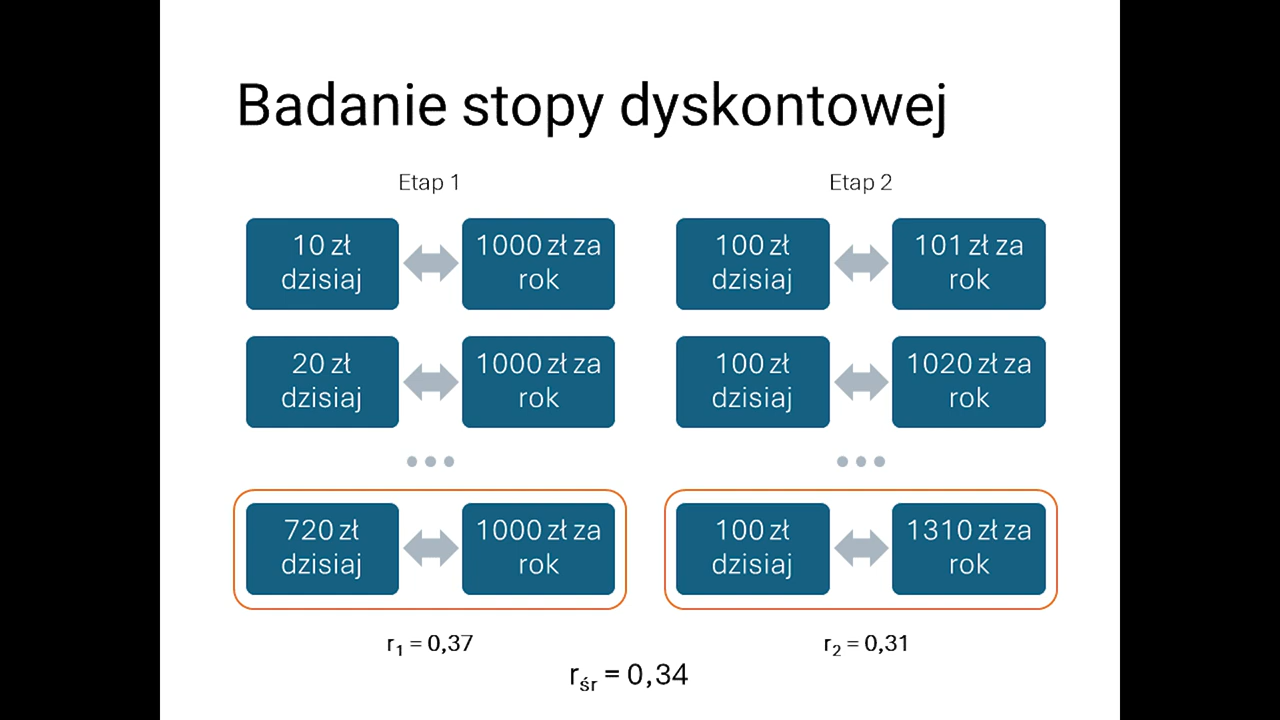 Badanie stopy dyskontowej
Etap 1
10 zł
dzisiaj
1000 zł za
rok
20 zł
dzisiaj
1000 zł za
rok
720 zł
dzisiaj
1000 zł za
rok
r₁ = 0,37
Etap 2
100 zł
dzisiaj
101 zł za
rok
100 zł
dzisiaj
1020 zł za
rok
100 zł
dzisiaj
1310 zł za
rok
r₂ = 0,31
rśr = 0,34